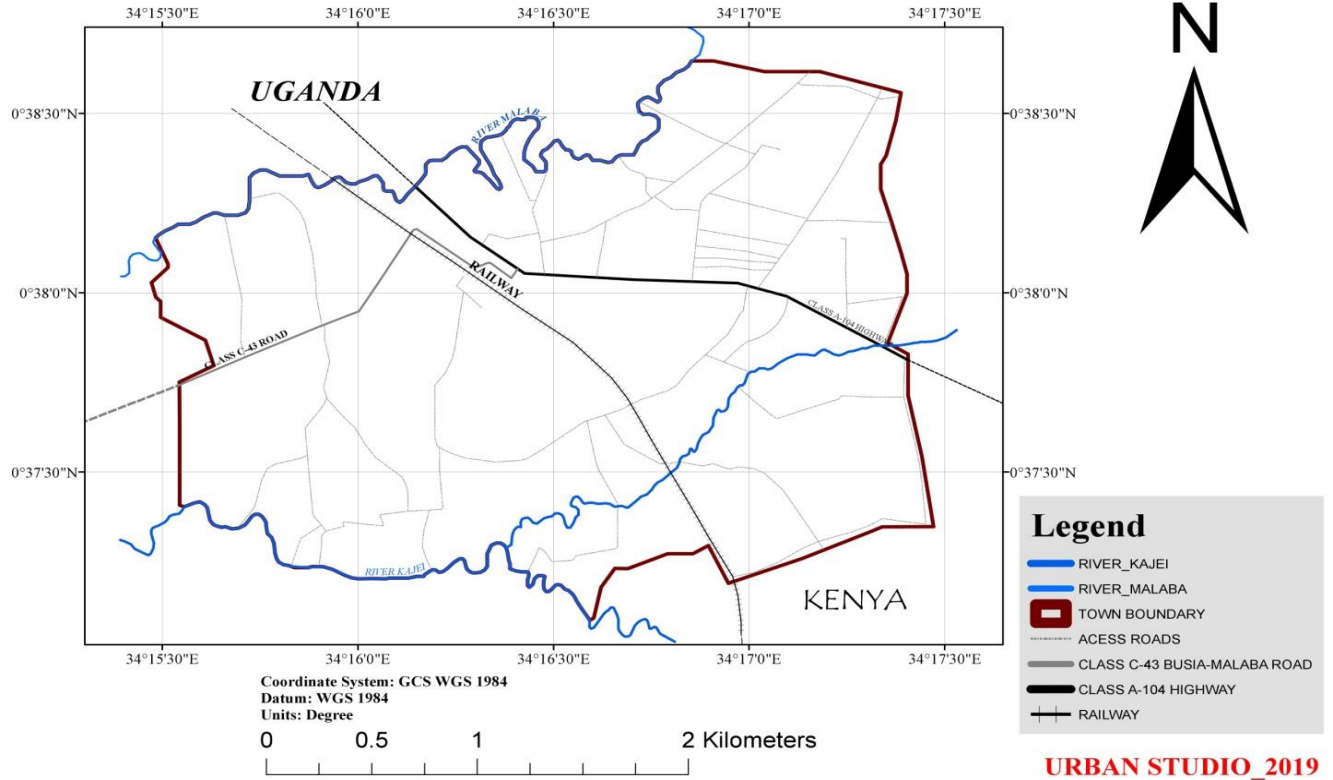 34°15'30"E 34°16'0"E 34°16'30"E 34°17'0"E 34°17'30"E
N
UGANDA
RIVER MALABA
0°38'30"N 0°38'30"N
RAILWAY
0°38'0"N 0°38'0"N
CLASS A-104 HIGHWAY
CLASS C-43 ROAD
0°37'30"N 0°37'30"N
RIVER KAJEI
KENYA
34°15'30"E 34°16'0"E 34°16'30"E 34°17'0"E 34°17'30"E
Coordinate System: GCS WGS 1984
Datum: WGS 1984
Units: Degree
0 0.5 1 2 Kilometers
Legend
RIVER_KAJEI
RIVER_MALABA
TOWN BOUNDARY
ACESS ROADS
CLASS C-43 BUSIA-MALABA ROAD
CLASS A-104 HIGHWAY
RAILWAY
URBAN STUDIO_2019